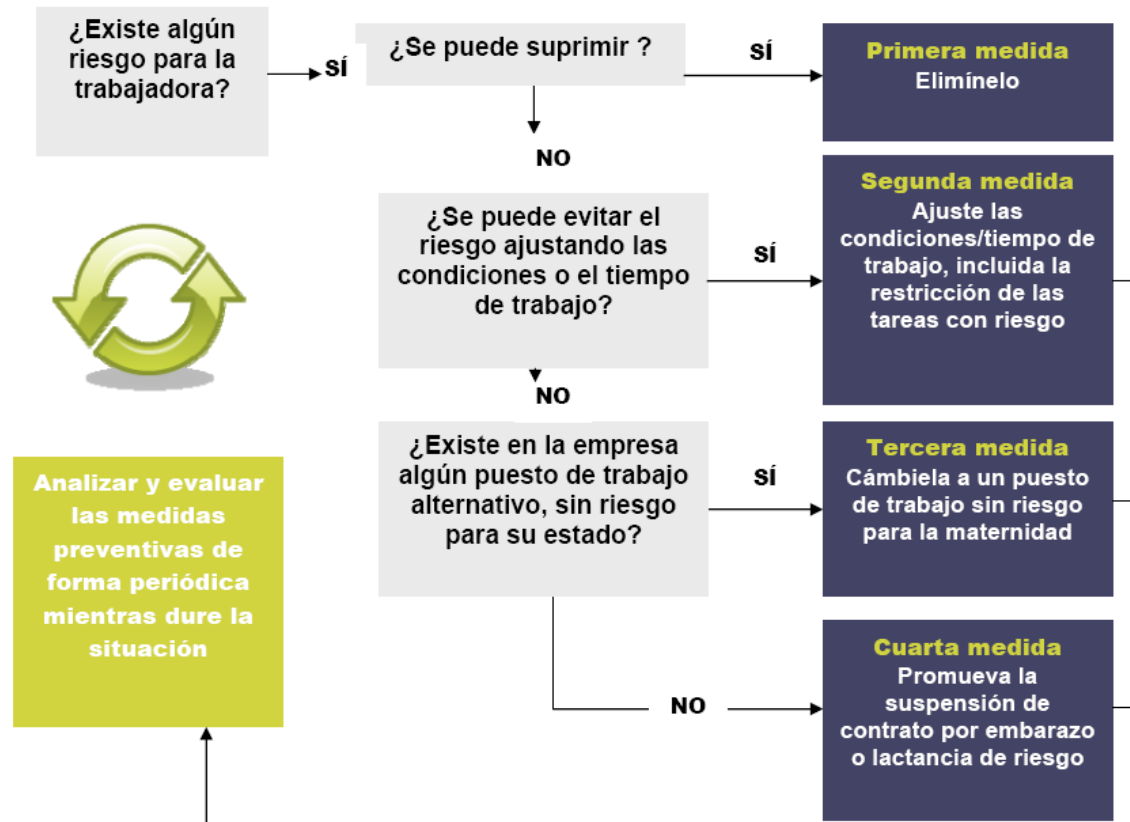 ¿Existe algún
riesgo para la
trabajadora?
SÍ
¿Se puede suprimir ?
SÍ
Primera medida
Elimínelo
NO
¿Se puede evitar el
riesgo ajustando las
condiciones o el tiempo
de trabajo?
SÍ
Segunda medida
Ajuste las
condiciones/tiempo de
trabajo, incluida la
restricción de las
tareas con riesgo
NO
¿Existe en la empresa
algún puesto de trabajo
alternativo, sin riesgo
para su estado?
SÍ
Tercera medida
Cámbiela a un puesto
de trabajo sin riesgo
para la maternidad
NO
Cuarta medida
Promueva la
suspensión de
contrato por embarazo
o lactancia de riesgo
Analizar y evaluar
las medidas
preventivas de
forma periódica
mientras dure la
situación